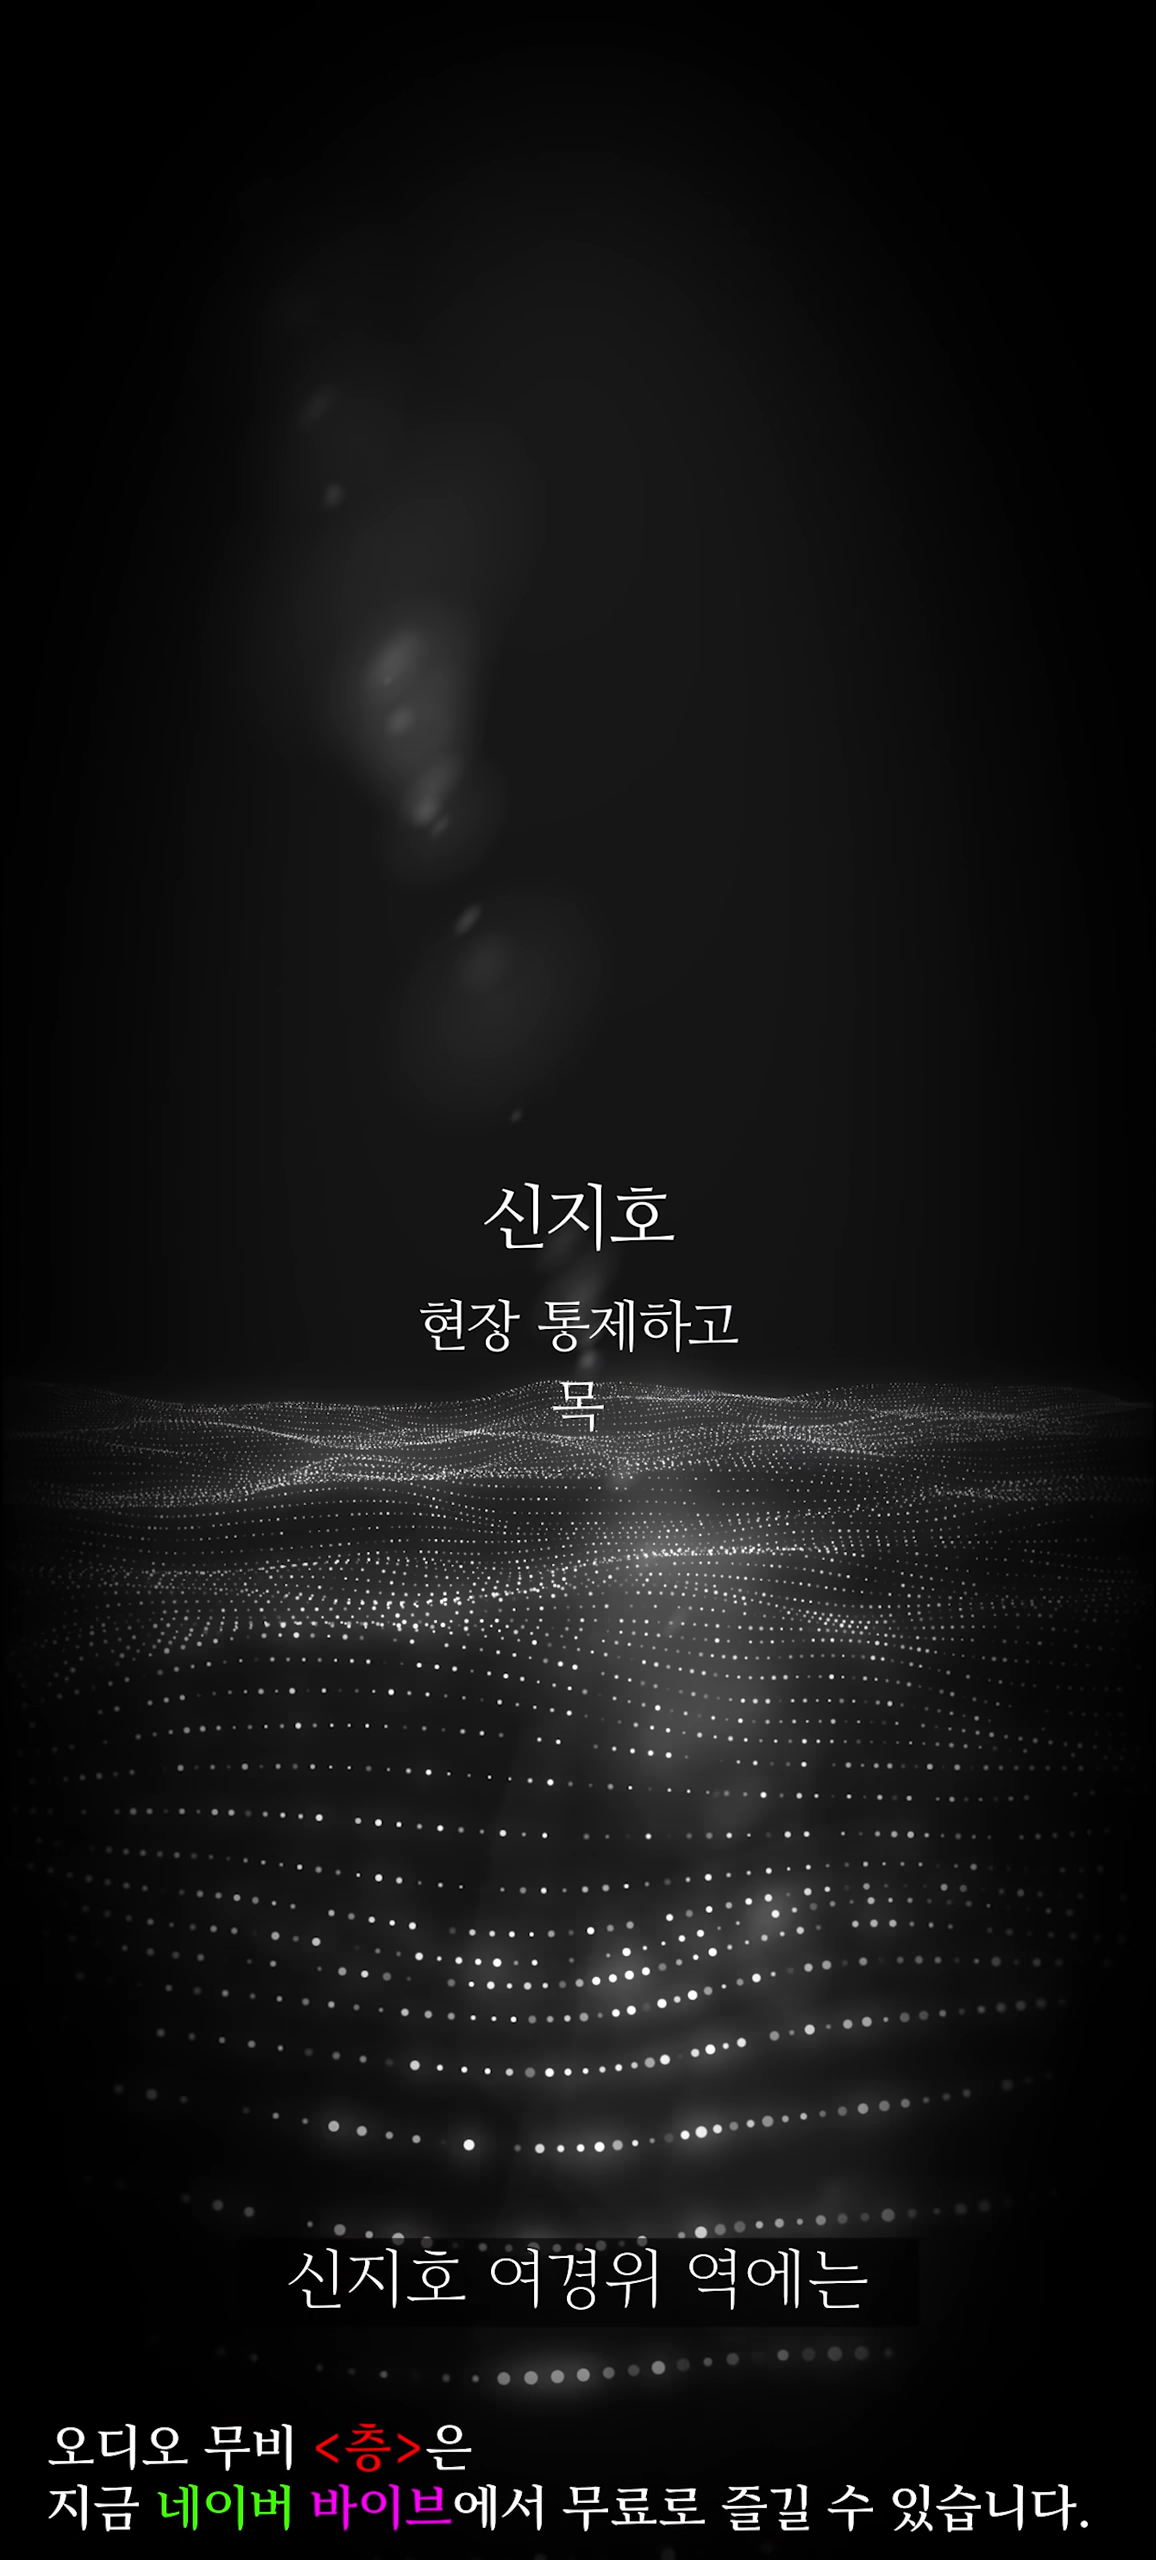 신지호
현장 통제하고
목
신지호 여경위 역에는
오디오 무비 <층>은
지금 네이버 바이브에서 무료로 즐길 수 있습니다.